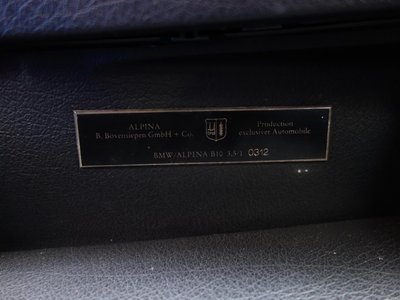 ALPINA
B. Bovensiepen GmbH + Co.
Production
exclusiver Automobile
BMW-ALPINA B10 3,5-1 0312